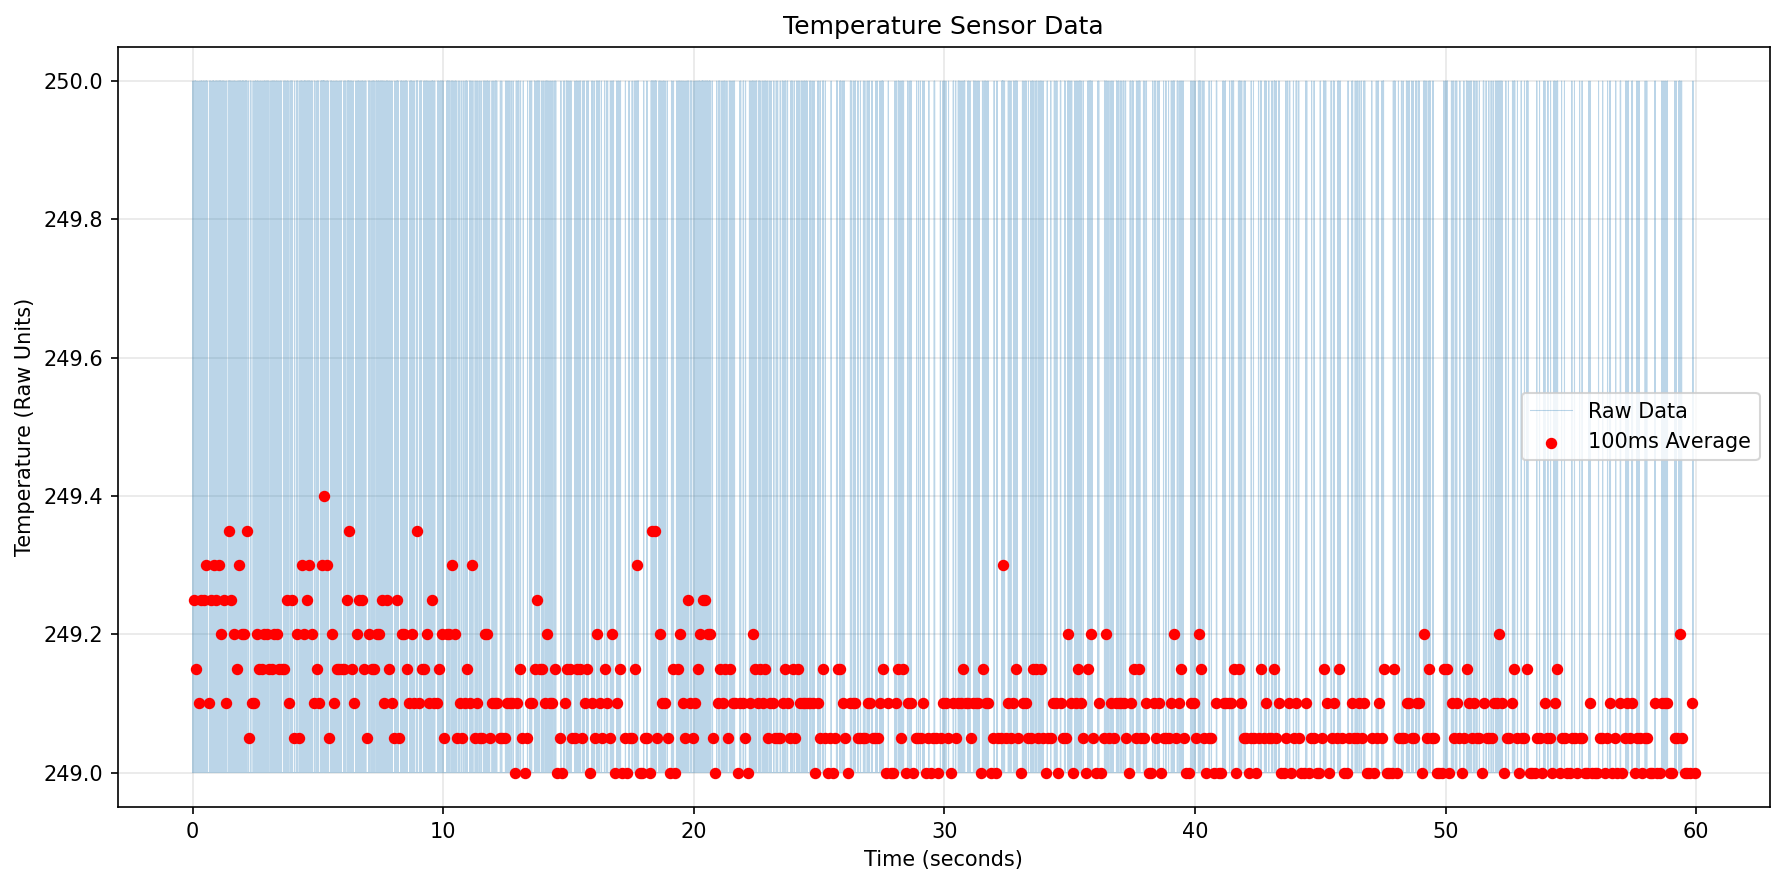 Temperature Sensor Data
Temperature (Raw Units)
250.0
249.8
249.6
249.4
249.2
249.0
Raw Data
100ms Average
0 10 20 30 40 50 60
Time (seconds)